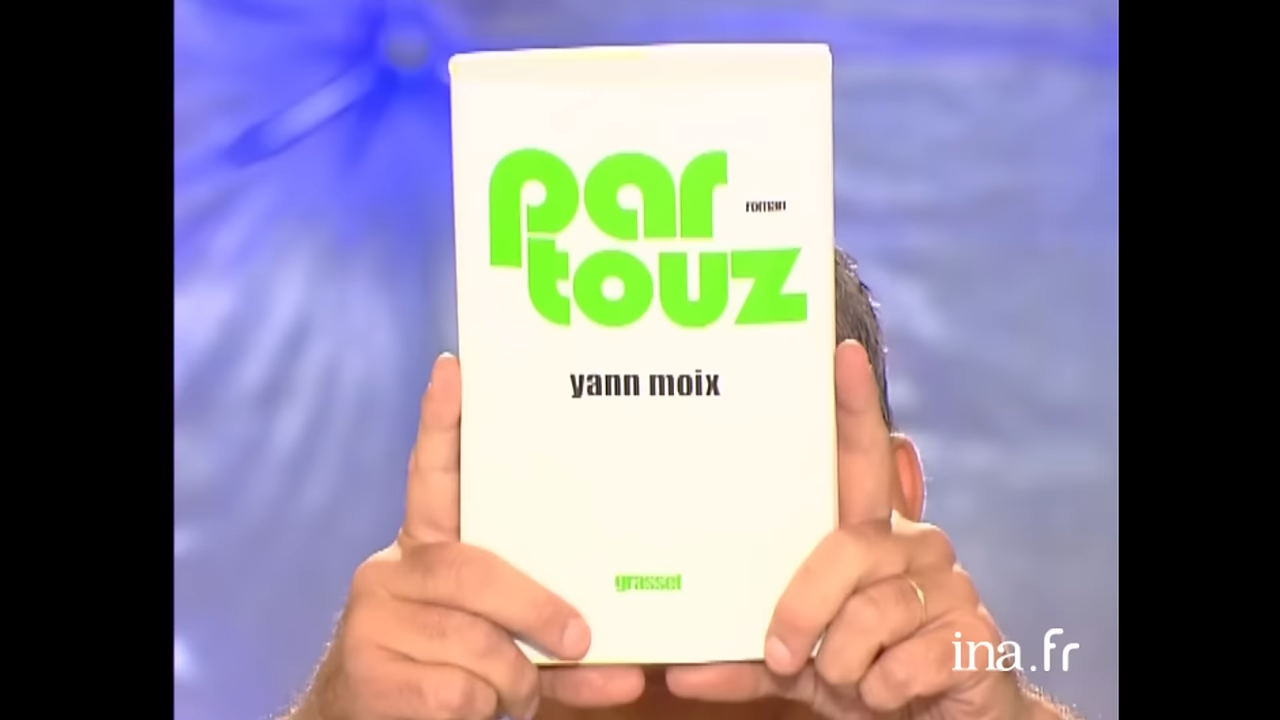 par
roman
touz
yann moix
grasset
ina.fr